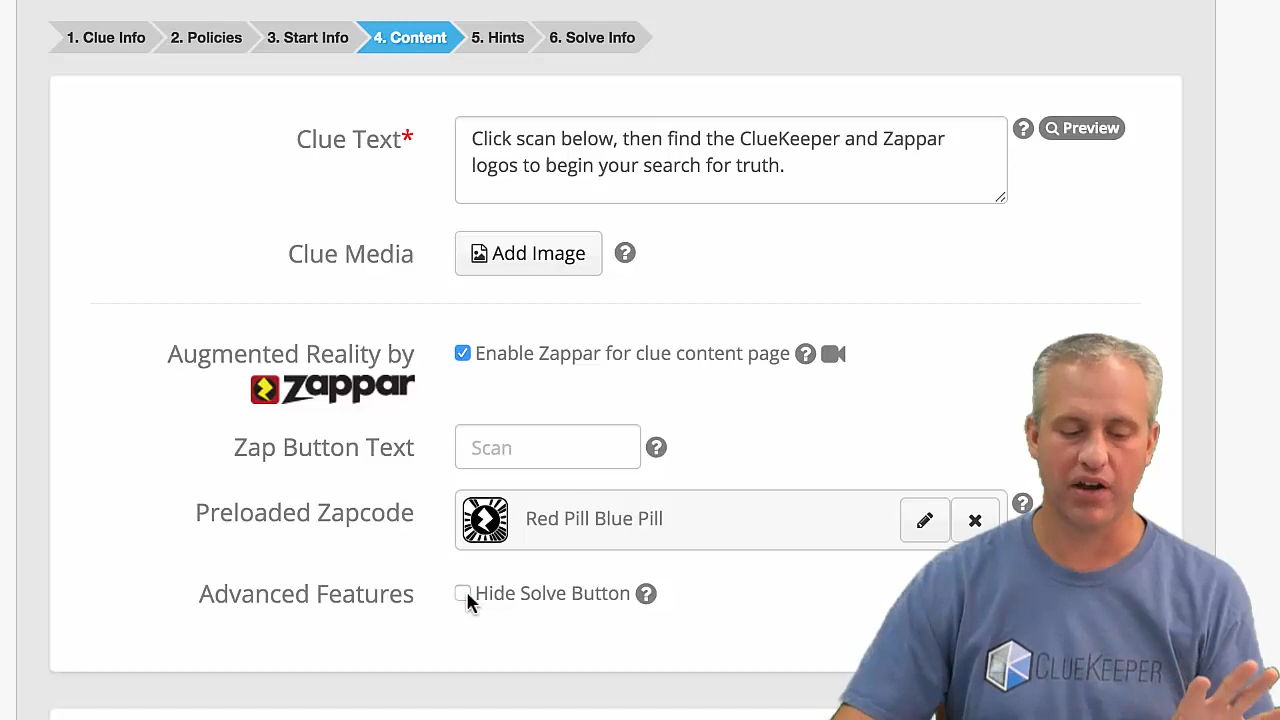 1. Clue Info
2. Policies
3. Start Info
4. Content
5. Hints
6. Solve Info
Clue Text*
Click scan below, then find the ClueKeeper and Zappar
logos to begin your search for truth.
? Preview
Clue Media
Add Image
?
Augmented Reality by
zappar
Enable Zappar for clue content page ?
Zap Button Text
Scan
?
Preloaded Zapcode
Red Pill Blue Pill
?
Advanced Features
Hide Solve Button ?
CLUEKEEPER